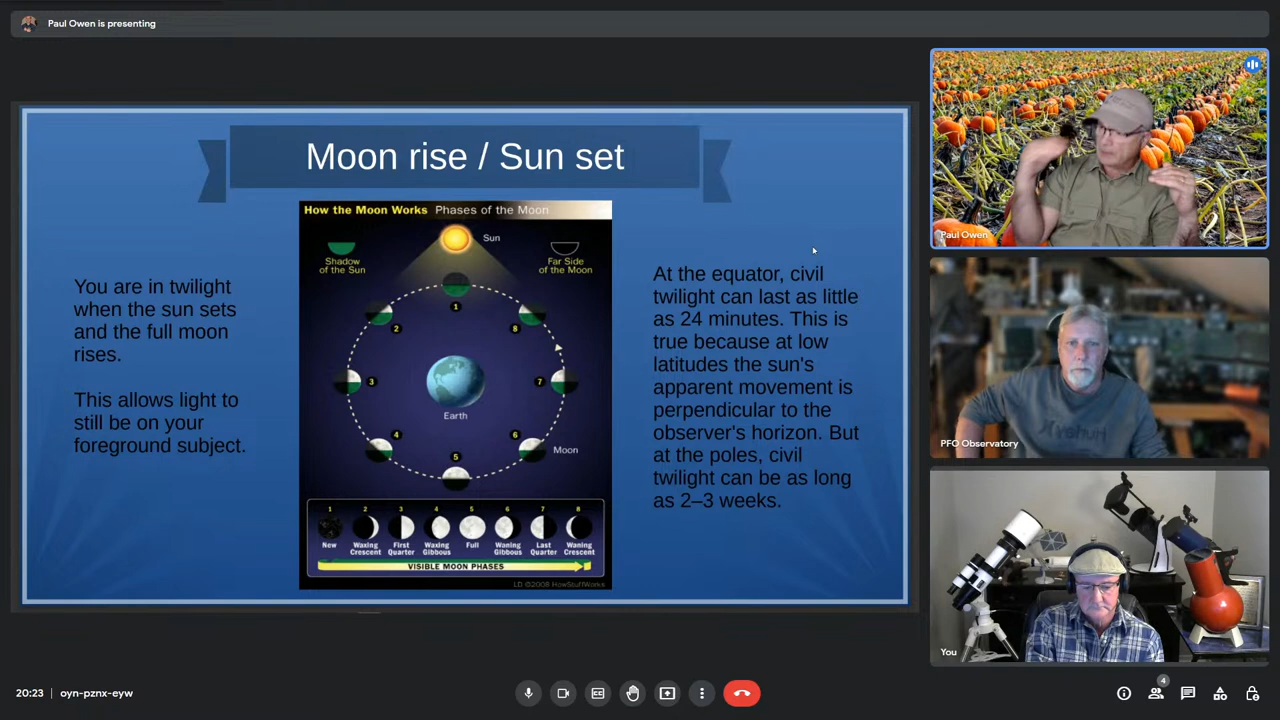 Paul Owen is presenting
Moon rise / Sun set
You are in twilight
when the sun sets
and the full moon
rises.
This allows light to
still be on your
foreground subject.
How the Moon Works Phases of the Moon
Sun
Shadow
of the Sun
Far Side
of the Moon
1
2
8
3
7
Earth
4
6
5
Moon
1 2 3 4 5 6 7 8
New
Waxing
Crescent
First
Quarter
Waxing
Gibbous
Full
Waning
Gibbous
Last
Quarter
Waning
Crescent
VISIBLE MOON PHASES
LD ©2008 HowStuffWorks
At the equator, civil
twilight can last as little
as 24 minutes. This is
true because at low
latitudes the sun's
apparent movement is
perpendicular to the
observer's horizon. But
at the poles, civil
twilight can be as long
as 2–3 weeks.
Paul Owen
PFO Observatory
You
20:23 | oyn-pznx-eyw
CC
4